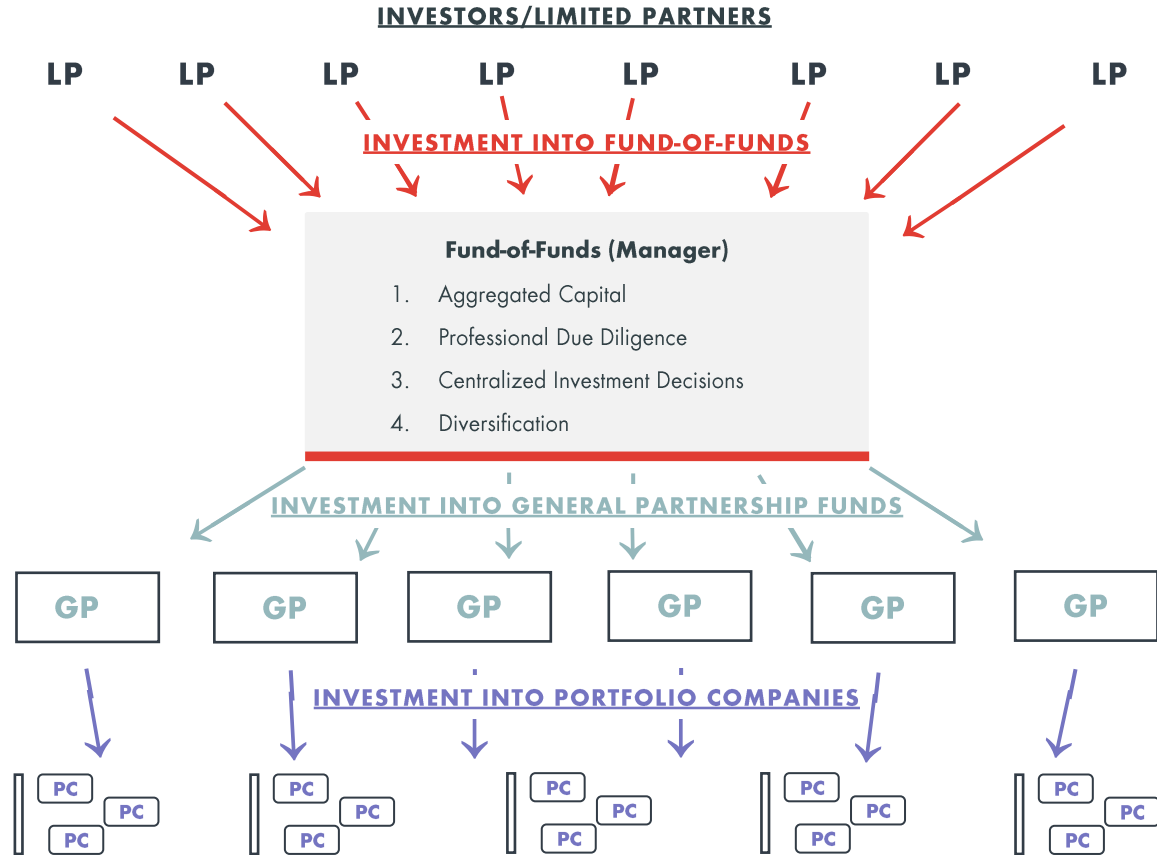 INVESTORS/LIMITED PARTNERS
LP LP LP LP LP LP LP LP
INVESTMENT INTO FUND-OF-FUNDS
Fund-of-Funds (Manager)
1. Aggregated Capital
2. Professional Due Diligence
3. Centralized Investment Decisions
4. Diversification
INVESTMENT INTO GENERAL PARTNERSHIP FUNDS
GP GP GP GP GP GP
INVESTMENT INTO PORTFOLIO COMPANIES
PC PC PC PC PC
PC PC PC PC PC
PC PC PC PC PC